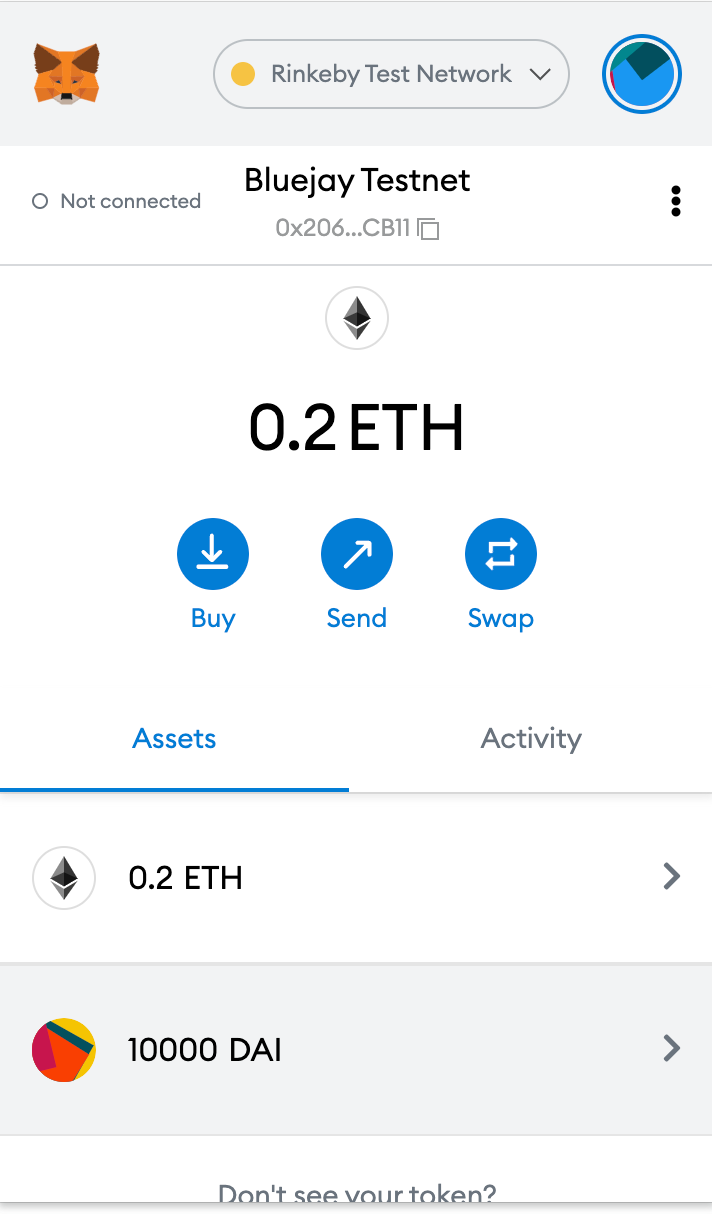 Rinkeby Test Network
Not connected
Bluejay Testnet
0x206...CB11
0.2 ETH
Buy
Send
Swap
Assets
Activity
0.2 ETH
10000 DAI
Don't see your token?